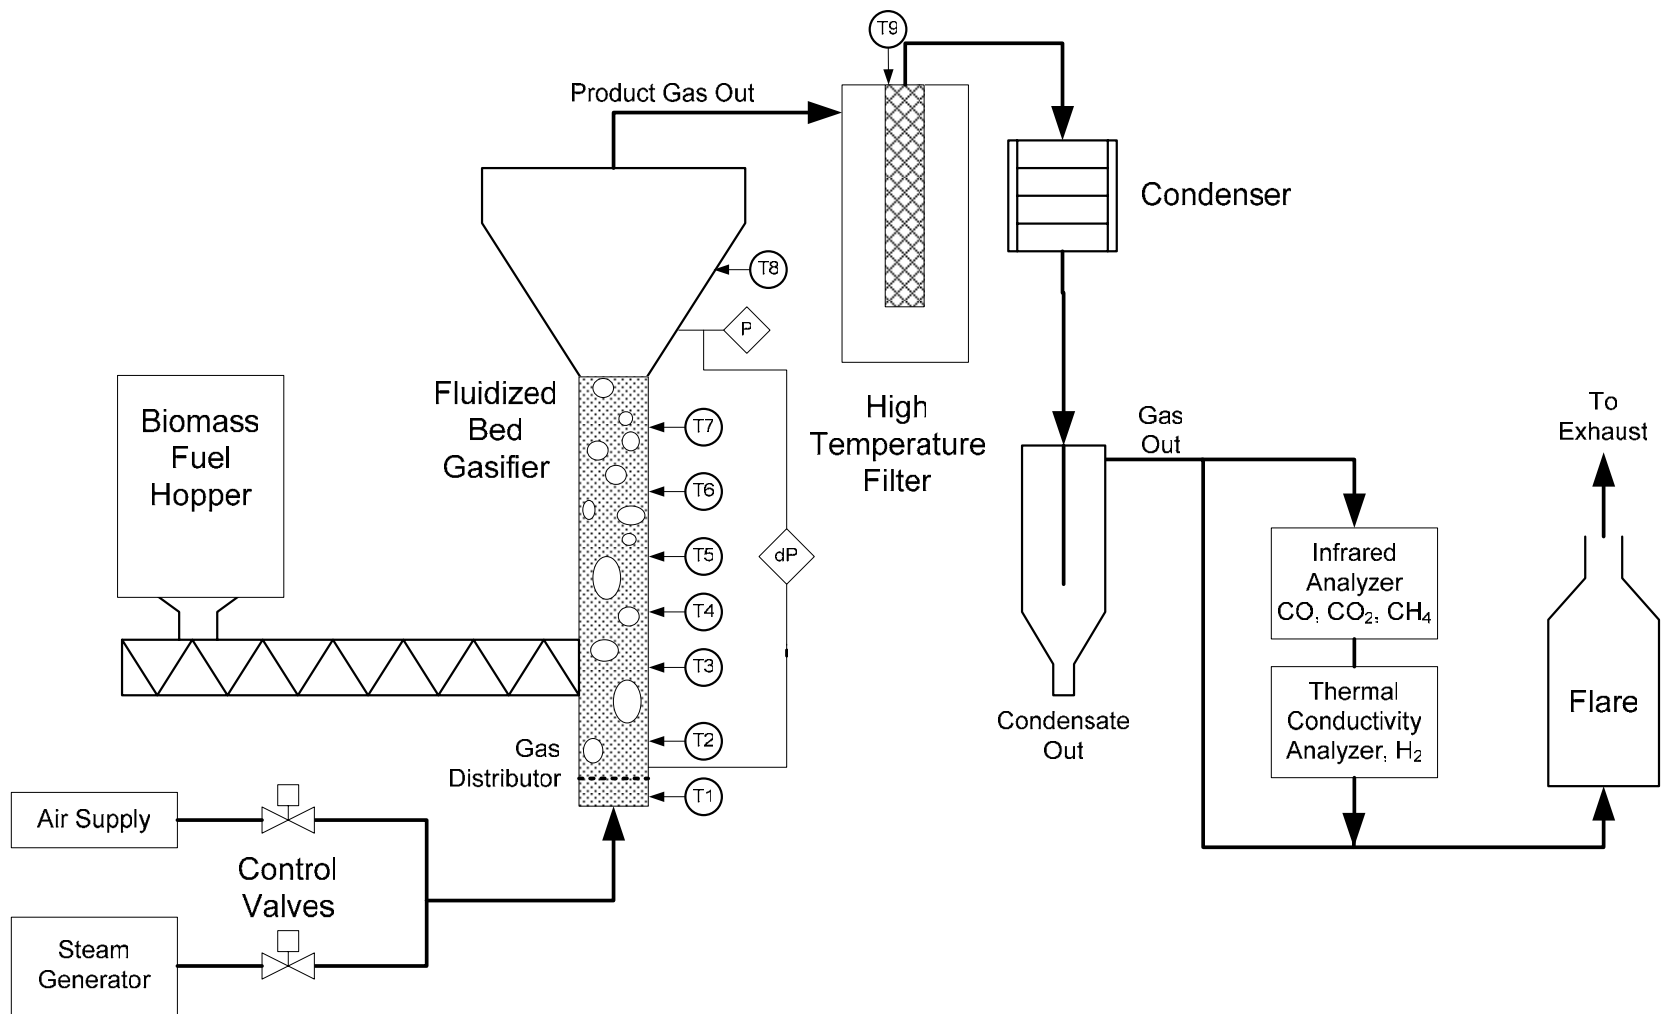 T9
Product Gas Out
Condenser
T8
P
Fluidized
Bed
Gasifier
Biomass
Fuel
Hopper
T7
T6
T5
T4
T3
T2
T1
dP
High
Temperature
Filter
Gas
Out
To
Exhaust
Infrared
Analyzer
CO, CO₂, CH₄
Thermal
Conductivity
Analyzer, H₂
Flare
Condensate
Out
Gas
Distributor
Air Supply
Control
Valves
Steam
Generator